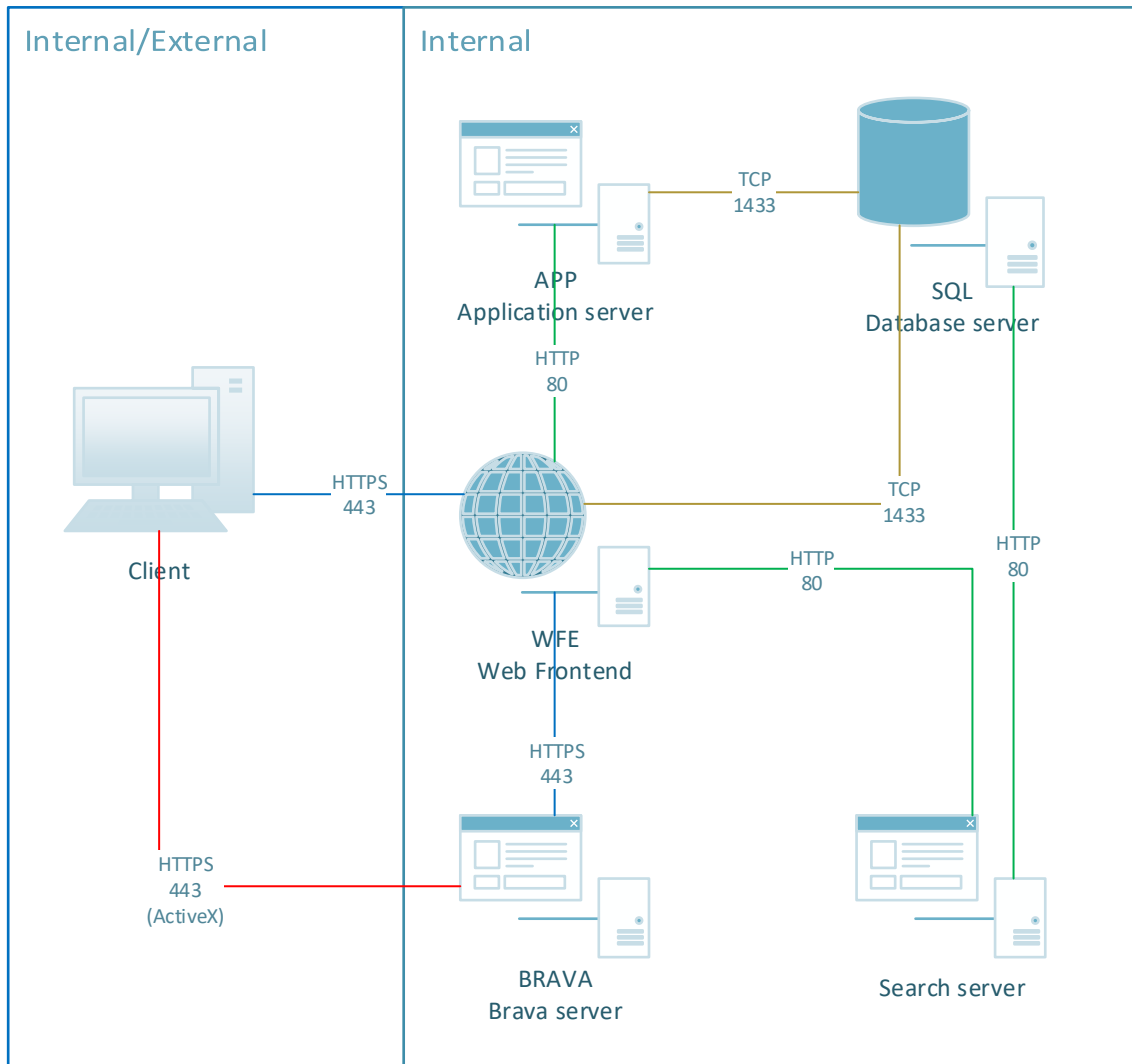 Internal/External
Internal
TCP
1433
APP
Application server
SQL
Database server
HTTP
80
HTTPS
443
TCP
1433
Client
HTTP
80
HTTP
80
WFE
Web Frontend
HTTPS
443
HTTPS
443
(ActiveX)
BRAVA
Brava server
Search server